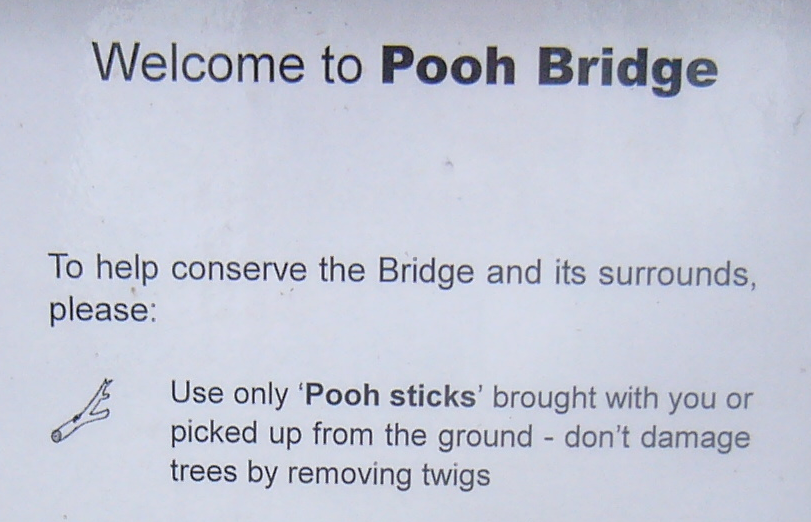 Welcome to Pooh Bridge
To help conserve the Bridge and its surrounds,
please:
Use only ‘Pooh sticks’ brought with you or
picked up from the ground - don’t damage
trees by removing twigs